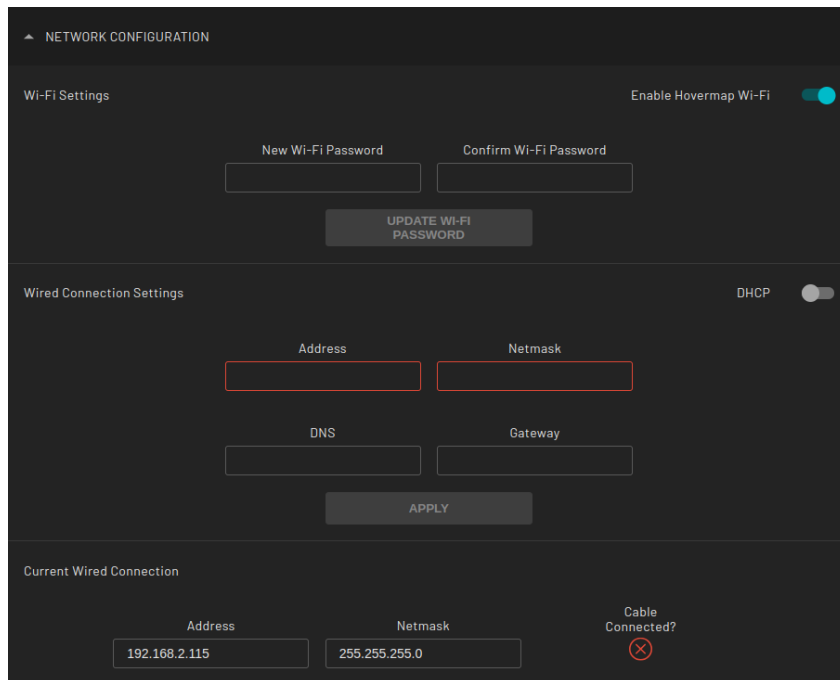 NETWORK CONFIGURATION
Wi-Fi Settings
Enable Hovermap Wi-Fi
New Wi-Fi Password
Confirm Wi-Fi Password
UPDATE WI-FI
PASSWORD
Wired Connection Settings
DHCP
Address
Netmask
DNS
Gateway
APPLY
Current Wired Connection
Address
Netmask
Cable
Connected?
192.168.2.115
255.255.255.0